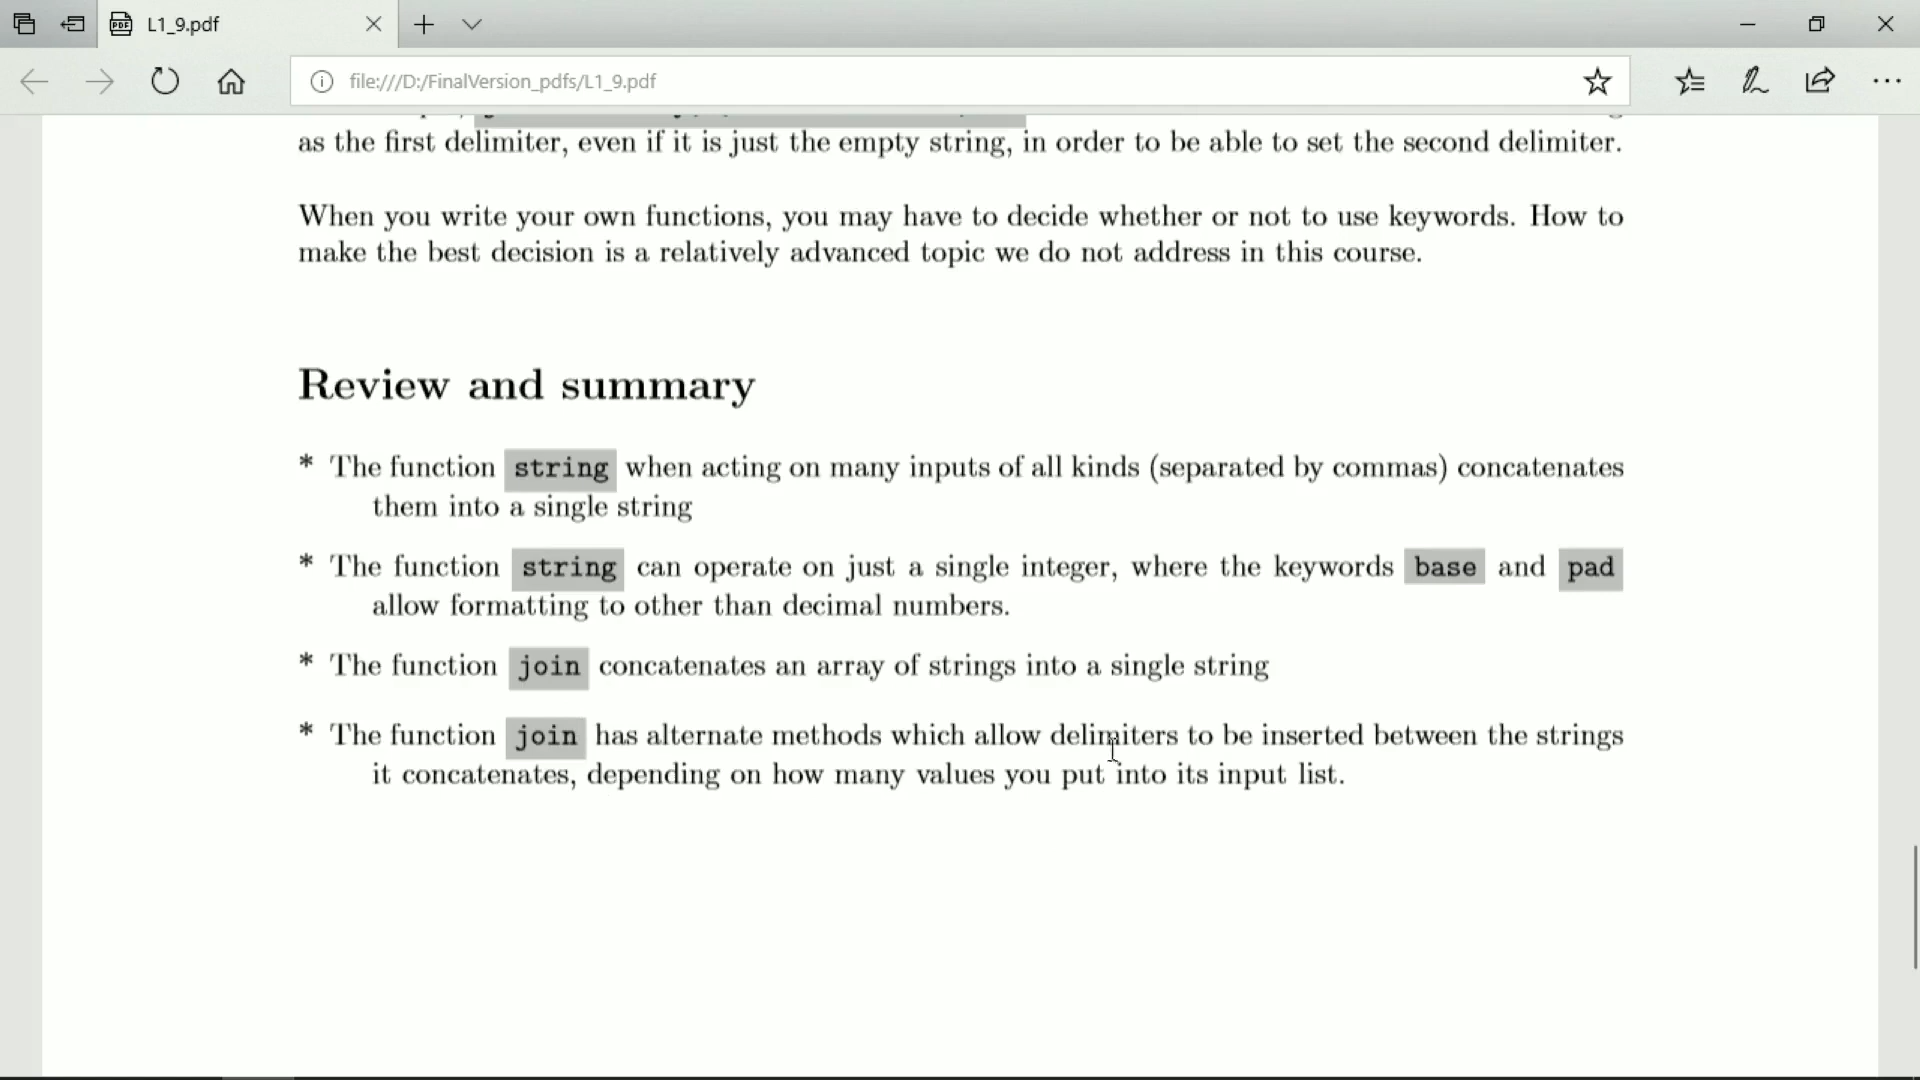 L1_9.pdf
file:///D:/FinalVersion_pdfs/L1_9.pdf
as the first delimiter, even if it is just the empty string, in order to be able to set the second delimiter.
When you write your own functions, you may have to decide whether or not to use keywords. How to
make the best decision is a relatively advanced topic we do not address in this course.
Review and summary
* The function string when acting on many inputs of all kinds (separated by commas) concatenates
them into a single string
* The function string can operate on just a single integer, where the keywords base and pad
allow formatting to other than decimal numbers.
* The function join concatenates an array of strings into a single string
* The function join has alternate methods which allow delimiters to be inserted between the strings
it concatenates, depending on how many values you put into its input list.